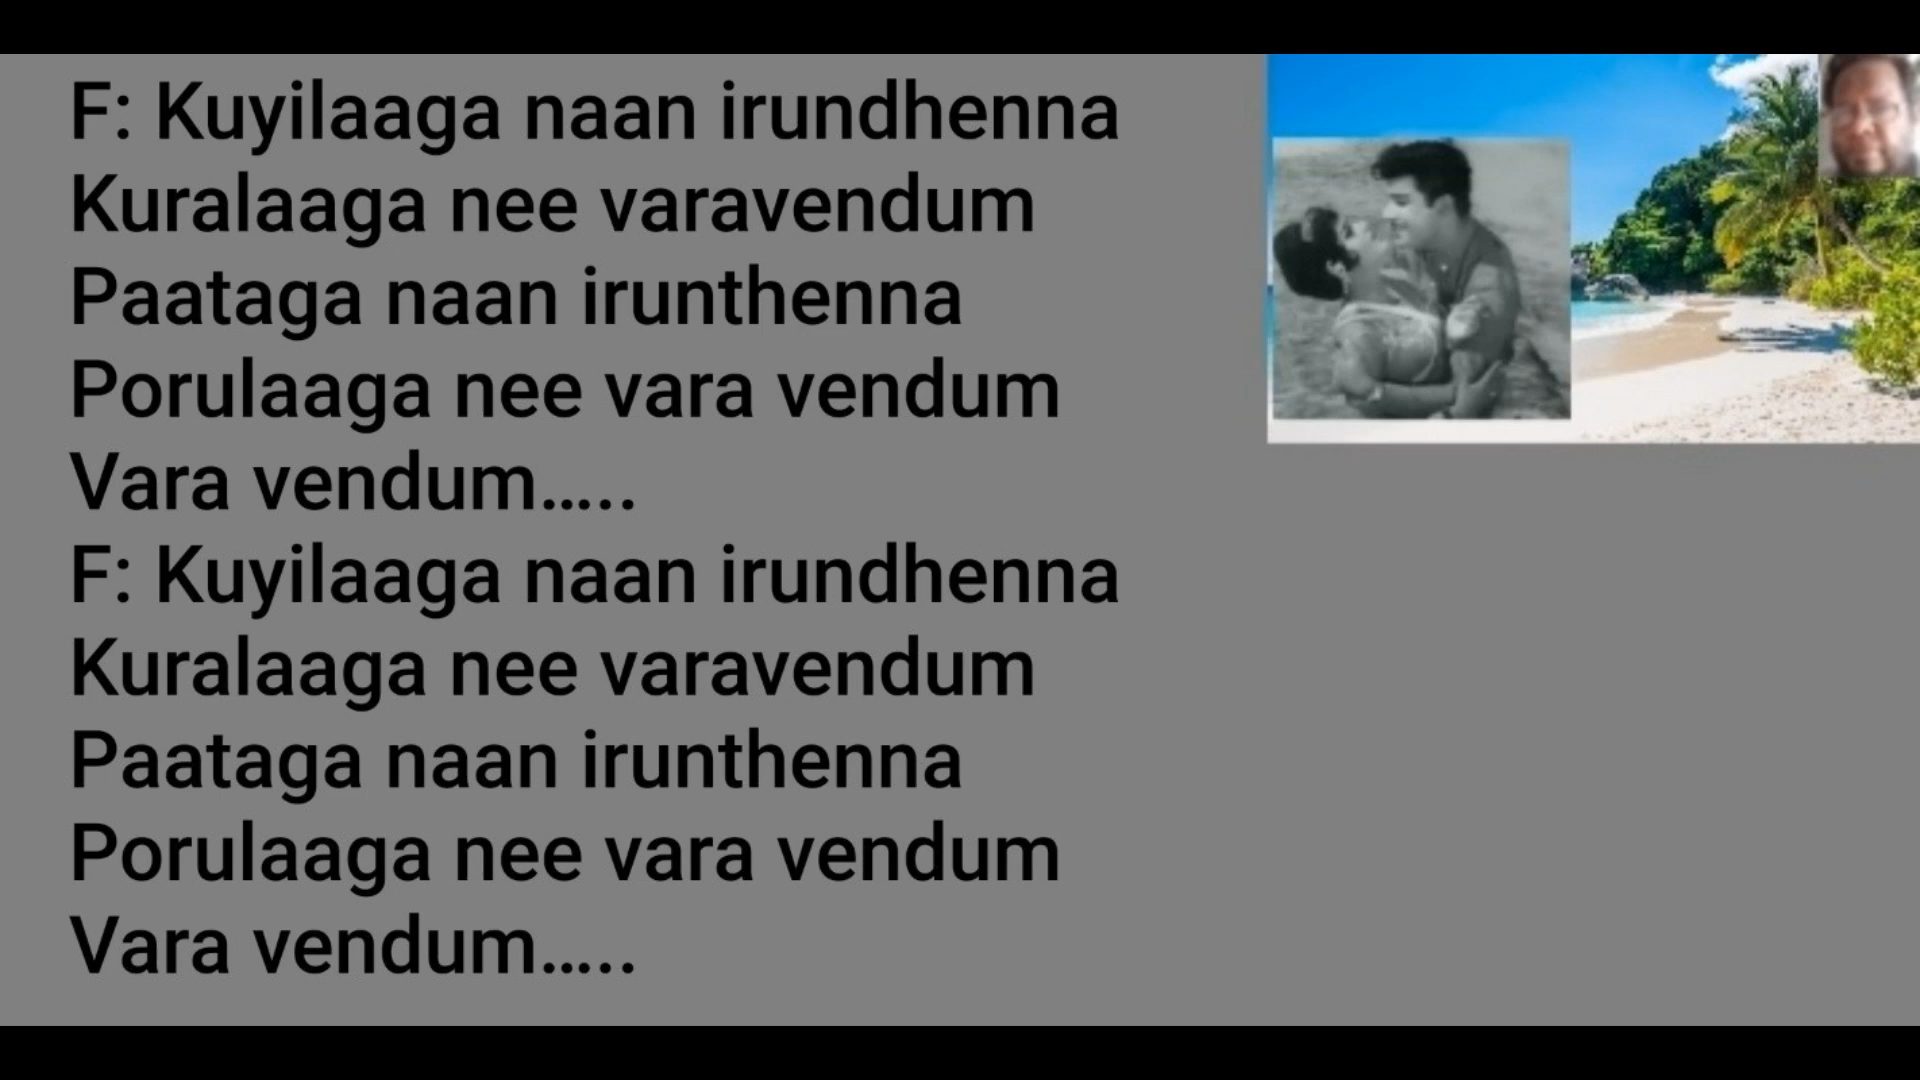 F: Kuyilaaga naan irundhenna
Kuralaaga nee varavendum
Paataga naan irunthenna
Porulaaga nee vara vendum
Vara vendum.....
F: Kuyilaaga naan irundhenna
Kuralaaga nee varavendum
Paataga naan irunthenna
Porulaaga nee vara vendum
Vara vendum.....